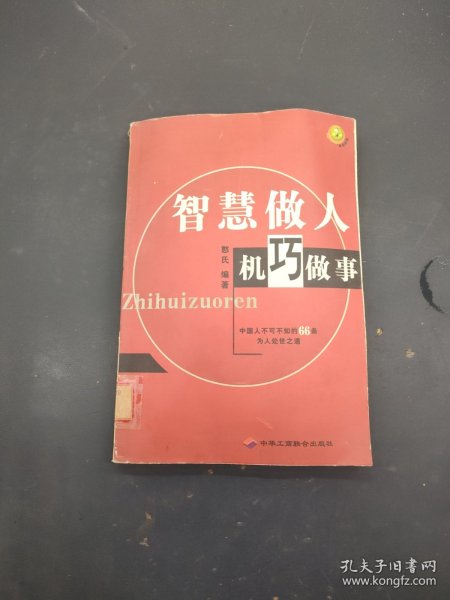 智慧做人
机巧做事
憨氏 编著
Zhihuizuoren
中国人不可不知的66条
为人处世之道
中华工商联合出版社
孔夫子旧书网
www.kongfz.com